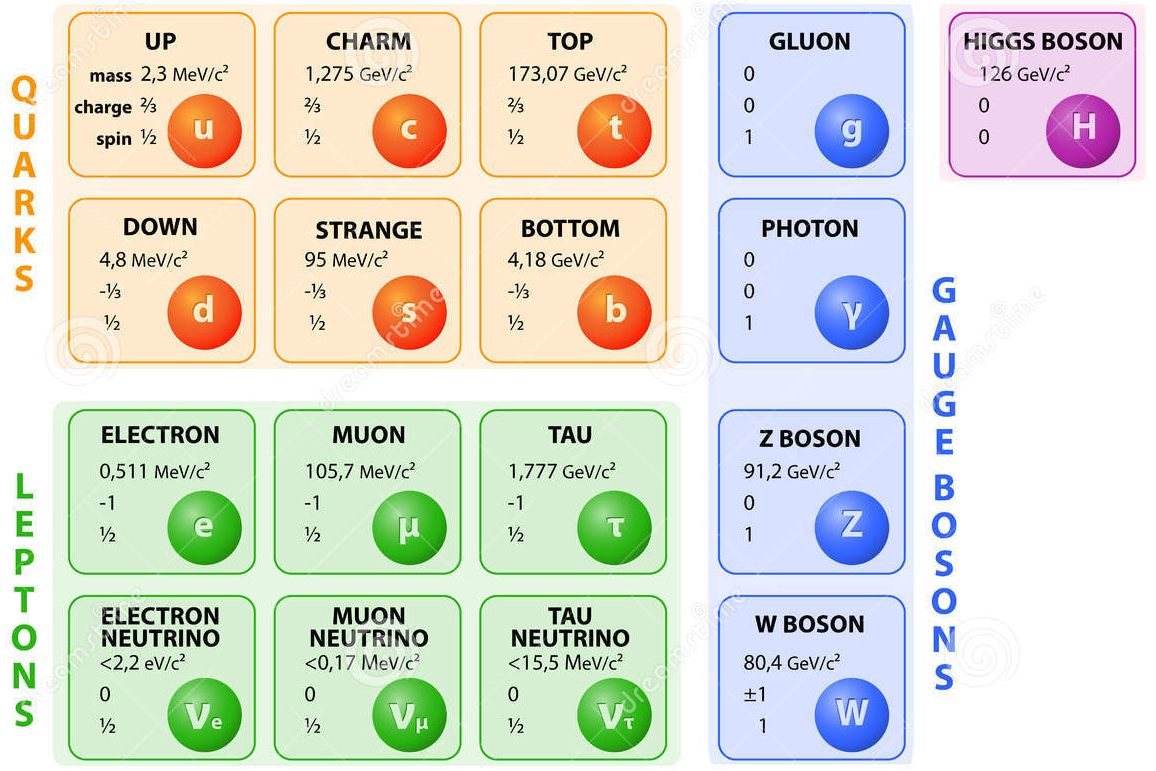 QUARKS
UP
mass 2,3 MeV/c²
charge ⅔
spin ½
u
CHARM
1,275 GeV/c²
⅔
½
c
TOP
173,07 GeV/c²
⅔
½
t
GLUON
0
0
1
g
HIGGS BOSON
126 GeV/c²
0
0
H
DOWN
4,8 MeV/c²
-⅓
½
d
STRANGE
95 MeV/c²
-⅓
½
s
BOTTOM
4,18 GeV/c²
-⅓
½
b
PHOTON
0
0
1
γ
GAUGE BOSONS
LEPTONS
ELECTRON
0,511 MeV/c²
-1
½
e
MUON
105,7 MeV/c²
-1
½
μ
TAU
1,777 GeV/c²
-1
½
τ
Z BOSON
91,2 GeV/c²
0
1
Z
ELECTRON
NEUTRINO
<2,2 eV/c²
0
½
νe
MUON
NEUTRINO
<0,17 MeV/c²
0
½
νμ
TAU
NEUTRINO
<15,5 MeV/c²
0
½
ντ
W BOSON
80,4 GeV/c²
±1
1
W
dreamstime